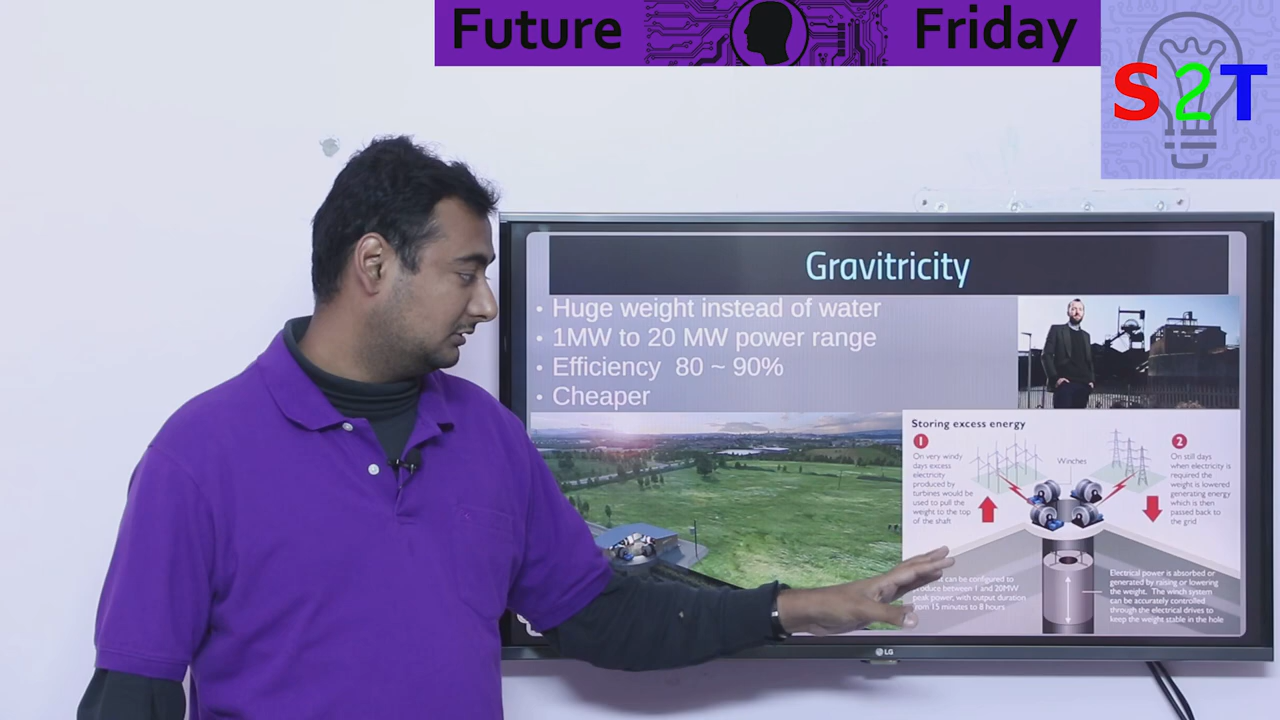 Future Friday
S2T
Gravitricity
• Huge weight instead of water
• 1MW to 20 MW power range
• Efficiency 80 ~ 90%
• Cheaper
Storing excess energy
1
On very windy
days excess
electricity
produced by
turbines would be
used to pull the
weight to the top
of the shaft
Winches
2
On still days
when electricity is
required the
weight is lowered
generating energy
which is then
passed back to
the grid
can be configured to
produce between 1 and 20MW
peak power, with output duration
from 15 minutes to 8 hours
Electrical power is absorbed or
generated by raising or lowering
the weight. The winch system
can be accurately controlled
through the electrical drives to
keep the weight stable in the hole
LG